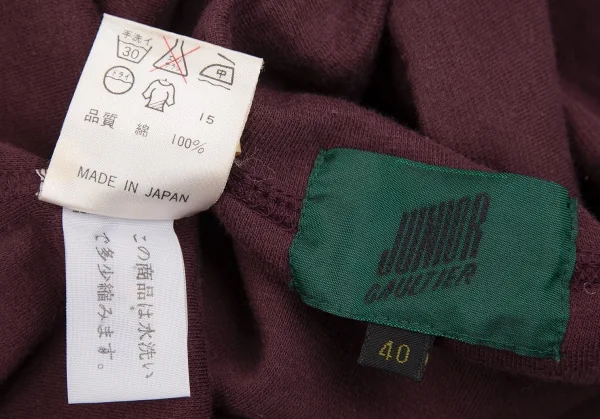 手洗イ
30
ドライ
甲
15
品質 綿 100%
MADE IN JAPAN
この商品は水洗い
で多少縮みます。
JUNIOR
GAULTIER
40